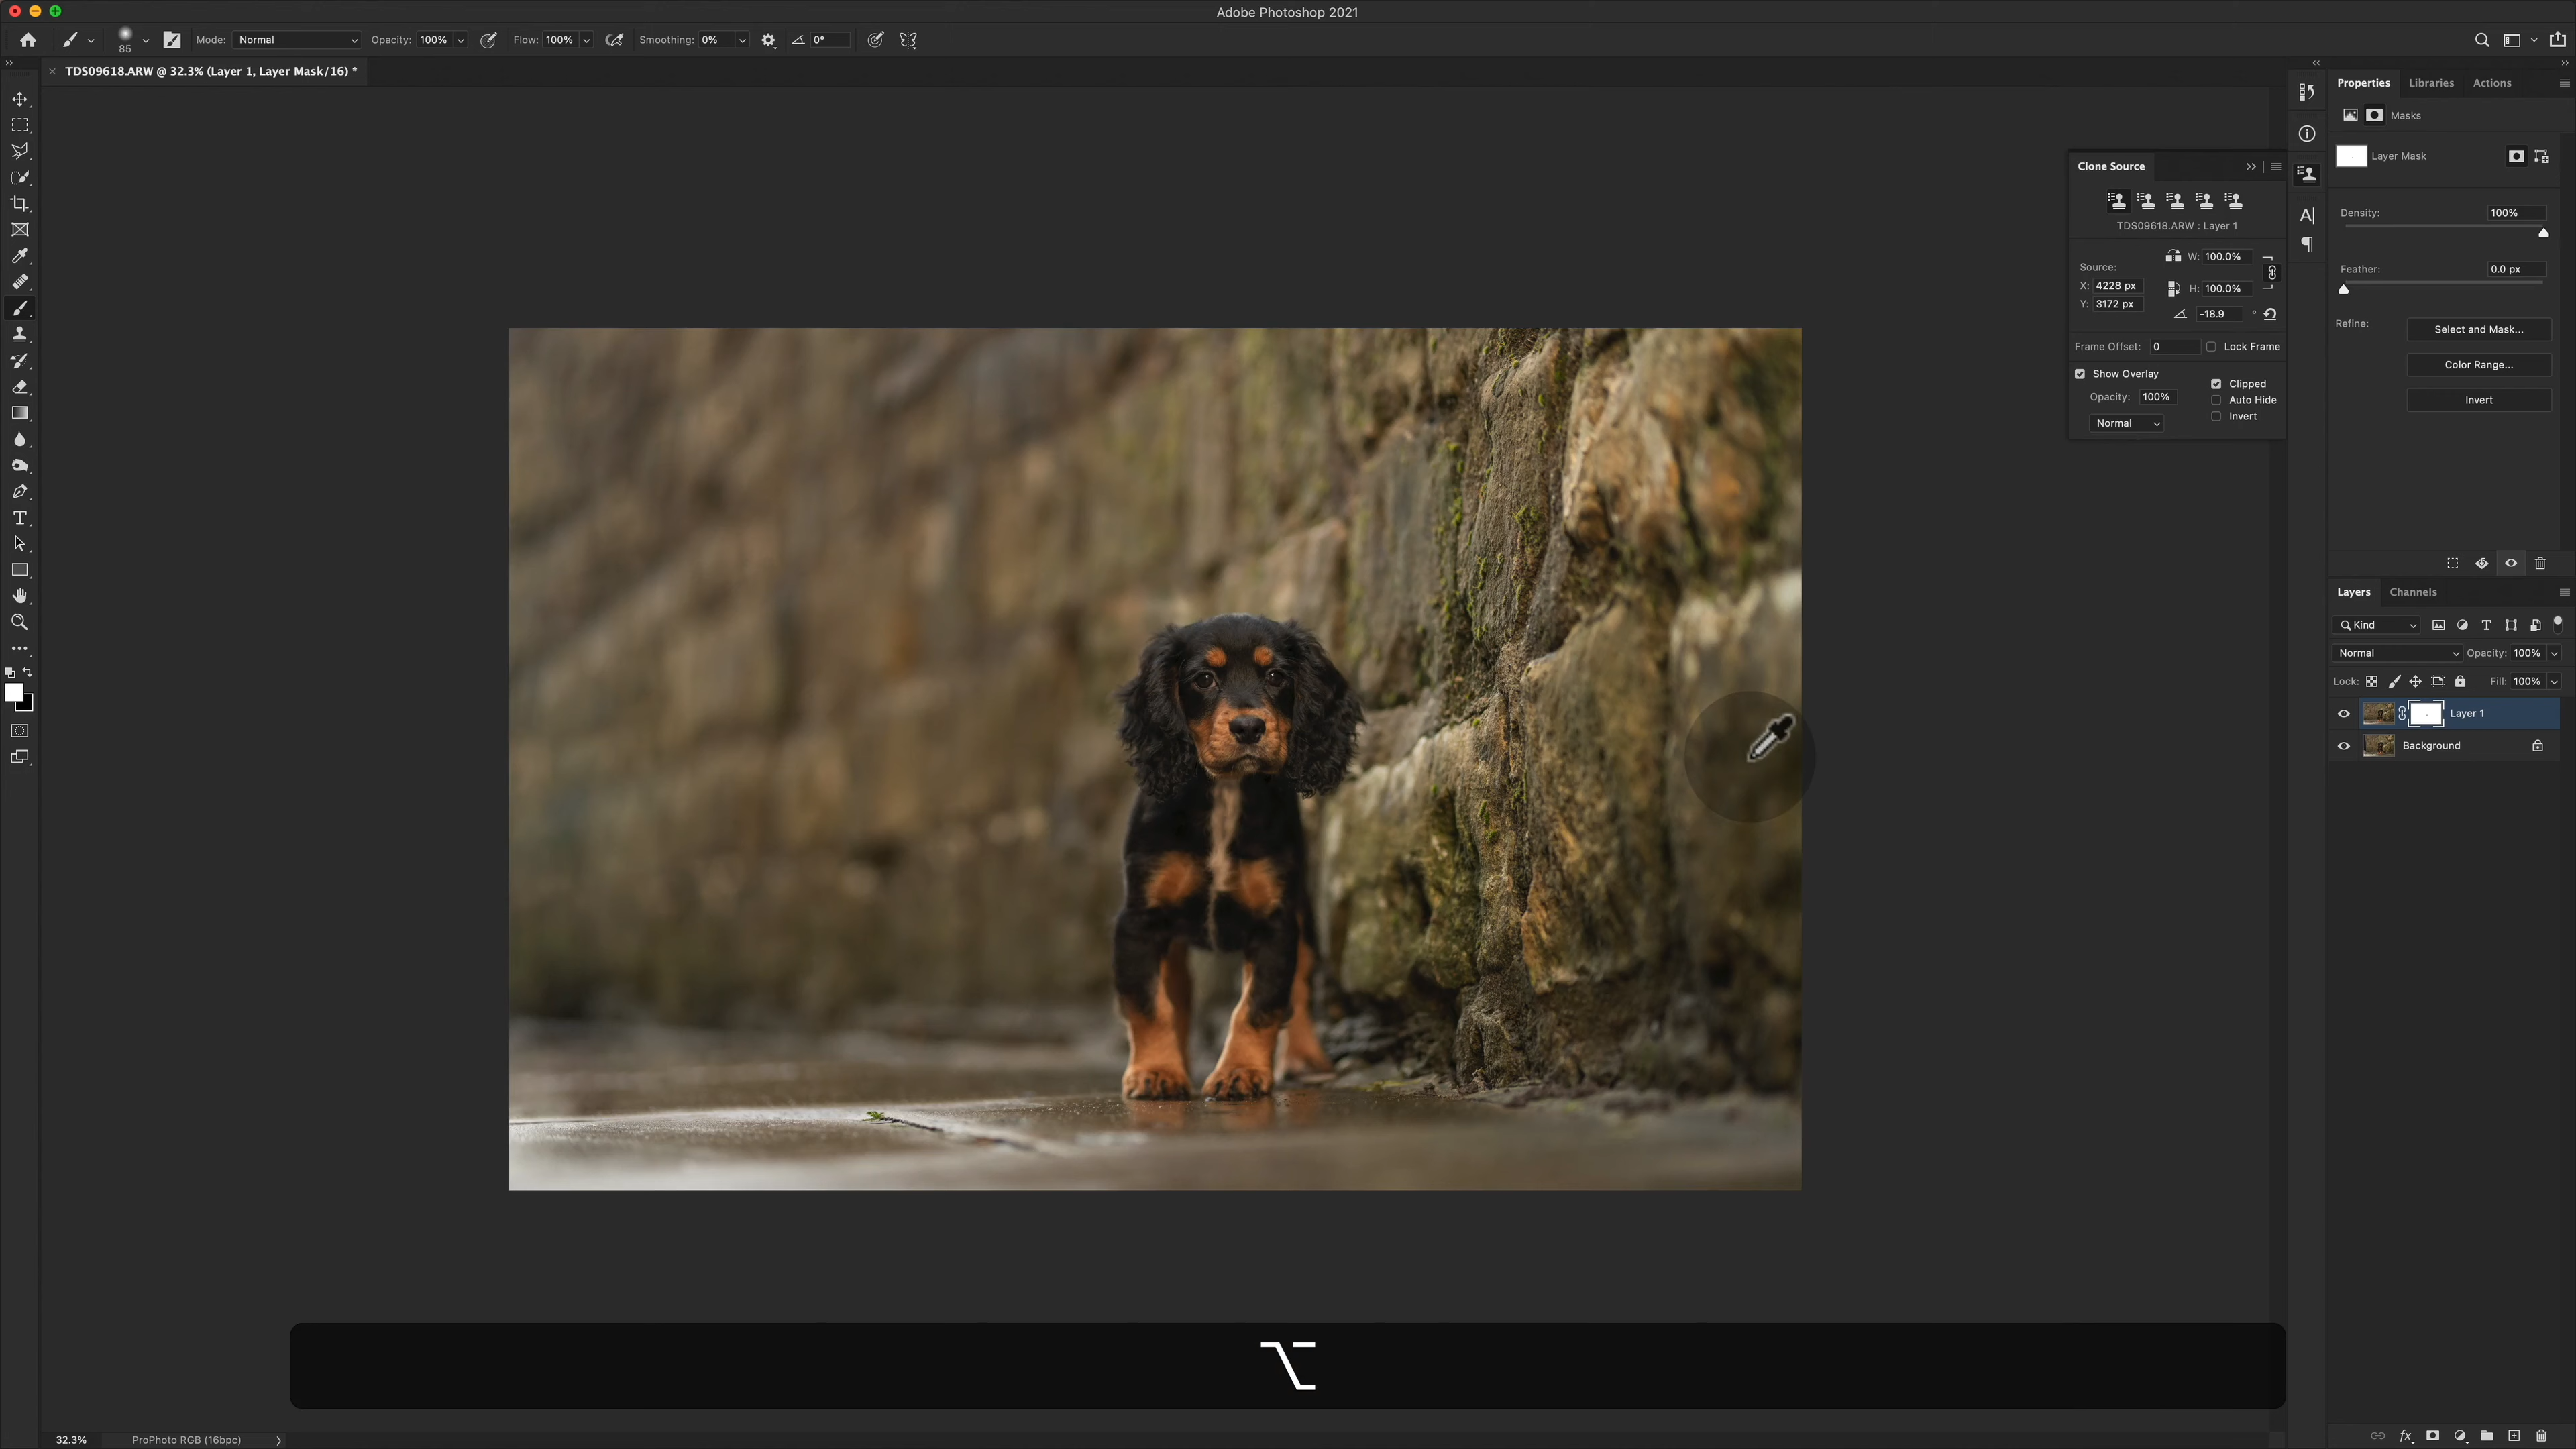 Adobe Photoshop 2021
85 Mode: Normal Opacity: 100% Flow: 100% Smoothing: 0% 0°
TDS09618.ARW @ 32.3% (Layer 1, Layer Mask/16) *
Properties Libraries Actions
Masks
Layer Mask
Density: 100%
Feather: 0.0 px
Refine: Select and Mask...
Color Range...
Invert
Clone Source
TDS09618.ARW : Layer 1
Source:
W: 100.0%
X: 4228 px
H: 100.0%
Y: 3172 px
-18.9 °
Frame Offset: 0 Lock Frame
Show Overlay
Clipped
Opacity: 100%
Auto Hide
Invert
Normal
Layers Channels
Kind
Normal Opacity: 100%
Lock: Fill: 100%
Layer 1
Background
⌥
32.3% ProPhoto RGB (16bpc)